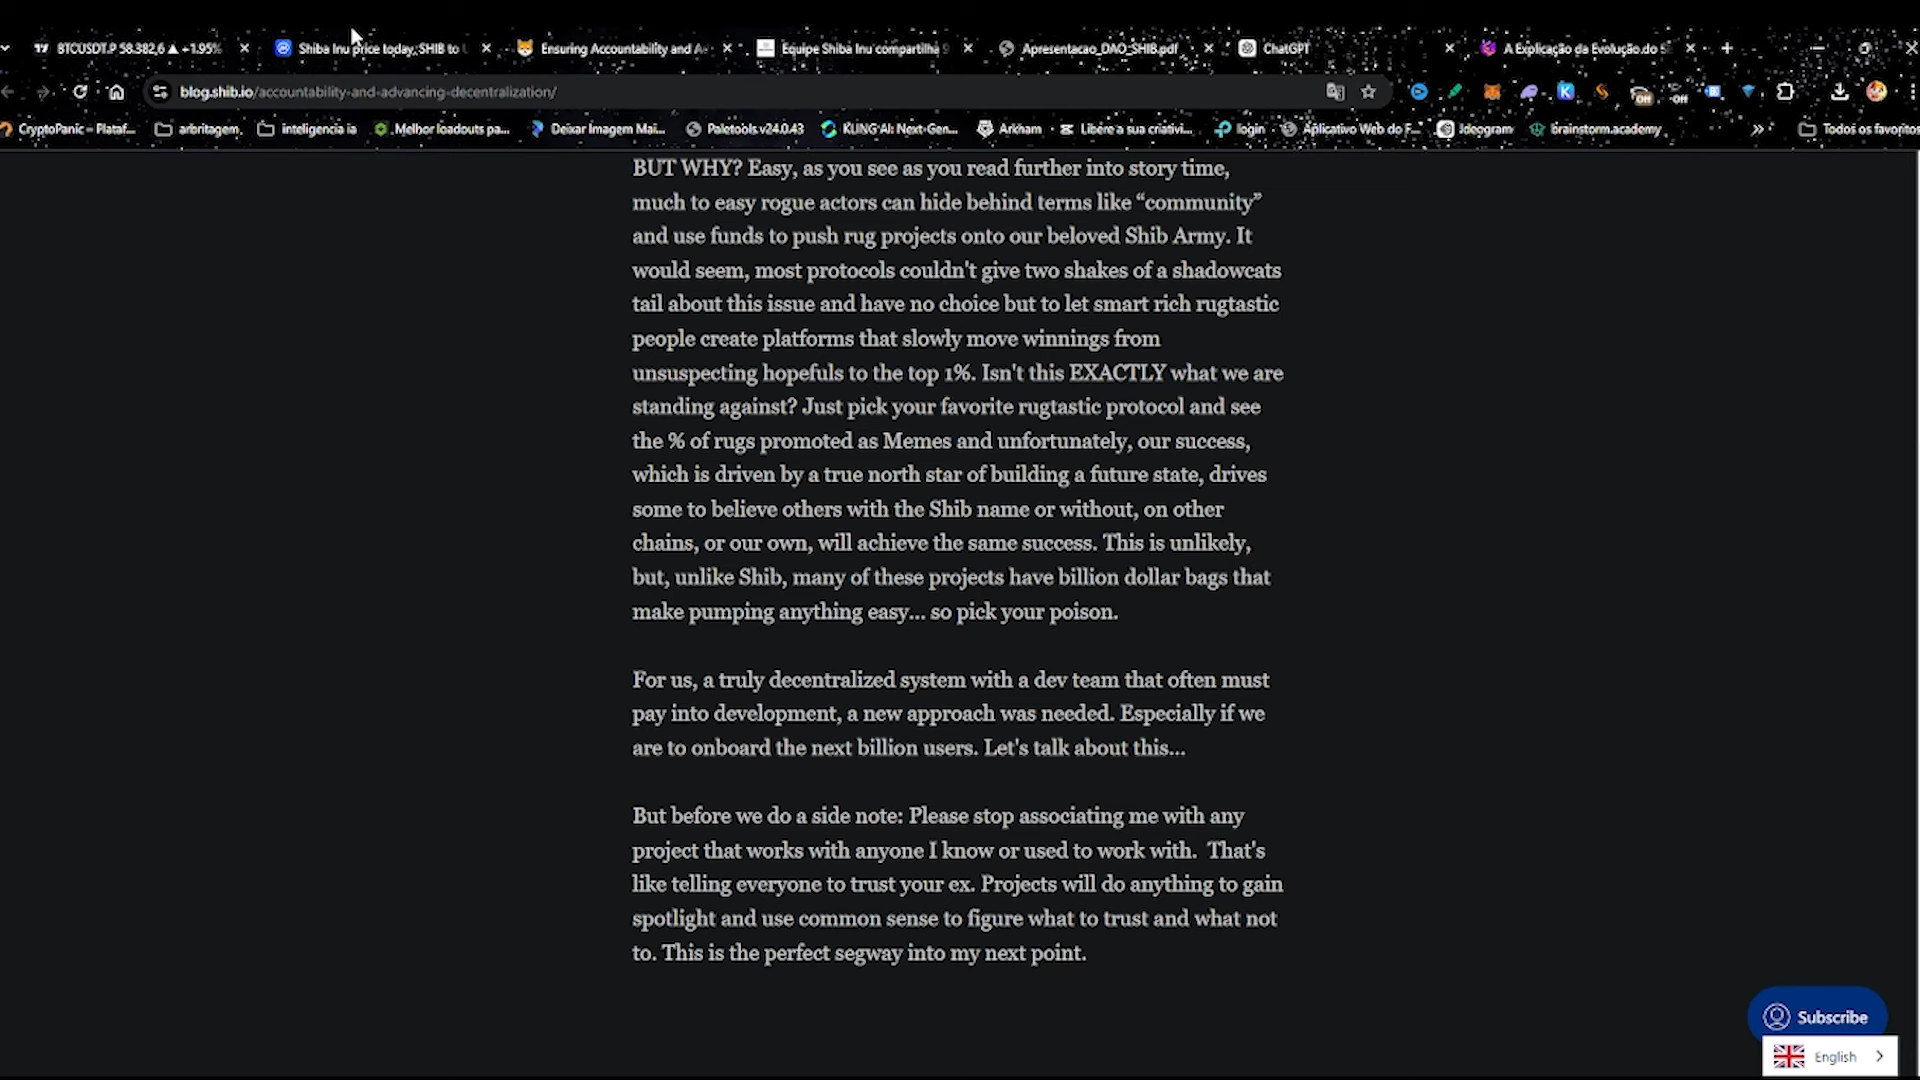 BTCUSDT.P 58.382,6 ▲ +1.95%
Shiba Inu price today, SHIB to U
Ensuring Accountability and A
Equipe Shiba Inu compartilha 9
Apresentacao_DAO_SHIB.pdf
ChatGPT
A Explicação da Evolução do S
blog.shib.io/accountability-and-advancing-decentralization/
Off
Off
CryptoPanic – Plataf...
arbritagem
inteligencia ia
Melhor loadouts pa...
Deixar Imagem Mai...
Paletools v24.0.43
KLING AI: Next-Gen...
Arkham
Libere a sua criativi...
login
Aplicativo Web do F...
Ideogram
brainstorm.academy
Todos os favoritos
BUT WHY? Easy, as you see as you read further into story time,
much to easy rogue actors can hide behind terms like “community”
and use funds to push rug projects onto our beloved Shib Army. It
would seem, most protocols couldn't give two shakes of a shadowcats
tail about this issue and have no choice but to let smart rich rugtastic
people create platforms that slowly move winnings from
unsuspecting hopefuls to the top 1%. Isn't this EXACTLY what we are
standing against? Just pick your favorite rugtastic protocol and see
the % of rugs promoted as Memes and unfortunately, our success,
which is driven by a true north star of building a future state, drives
some to believe others with the Shib name or without, on other
chains, or our own, will achieve the same success. This is unlikely,
but, unlike Shib, many of these projects have billion dollar bags that
make pumping anything easy... so pick your poison.
For us, a truly decentralized system with a dev team that often must
pay into development, a new approach was needed. Especially if we
are to onboard the next billion users. Let's talk about this...
But before we do a side note: Please stop associating me with any
project that works with anyone I know or used to work with.  That's
like telling everyone to trust your ex. Projects will do anything to gain
spotlight and use common sense to figure what to trust and what not
to. This is the perfect segway into my next point.
Subscribe
English